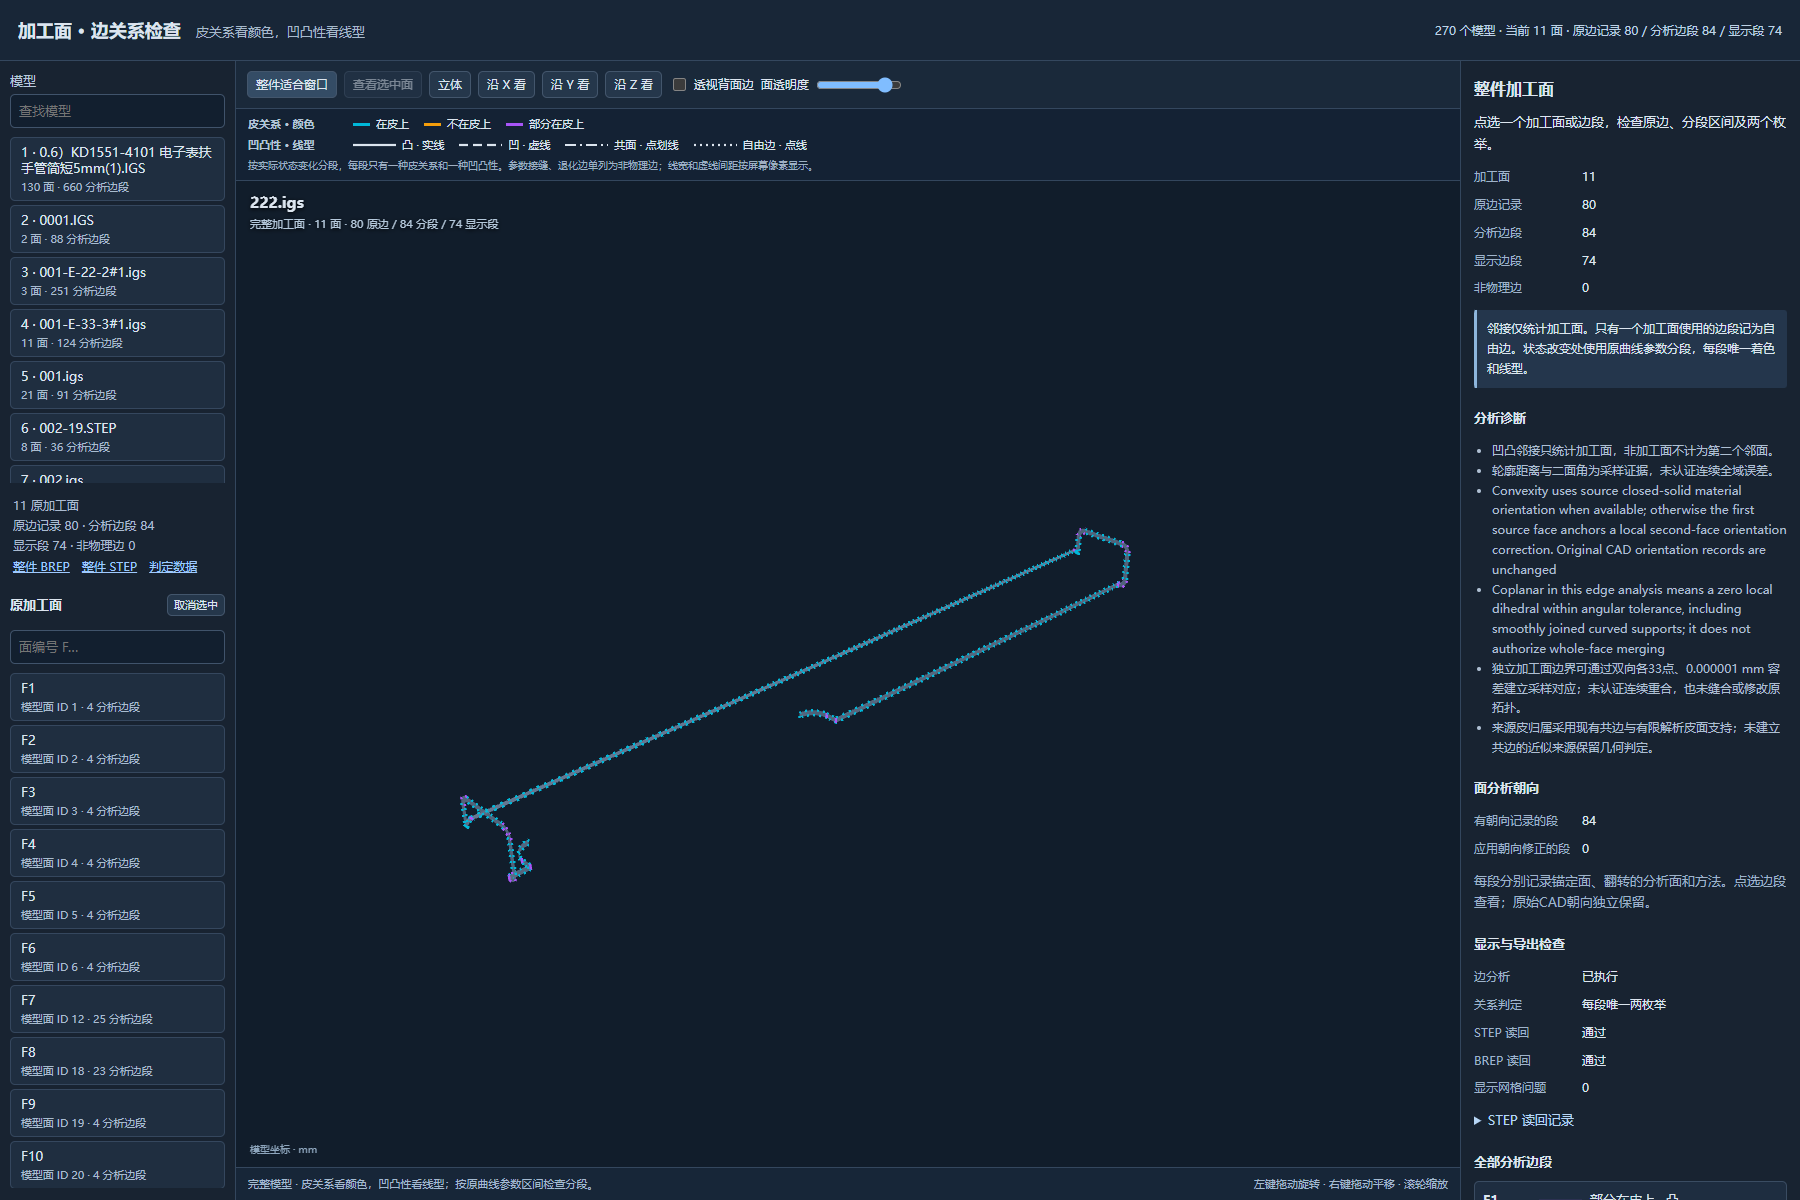 加工面 • 边关系检查
皮关系看颜色，凹凸性看线型
270 个模型 · 当前 11 面 · 原边记录 80 / 分析边段 84 / 显示段 74
模型
查找模型
1 · 0.6）KD1551-4101 电子表扶
手管简短5mm(1).IGS
130 面 · 660 分析边段
2 · 0001.IGS
2 面 · 88 分析边段
3 · 001-E-22-2#1.igs
3 面 · 251 分析边段
4 · 001-E-33-3#1.igs
11 面 · 124 分析边段
5 · 001.igs
21 面 · 91 分析边段
6 · 002-19.STEP
8 面 · 36 分析边段
7 · 002.igs
11 原加工面
原边记录 80 · 分析边段 84
显示段 74 · 非物理边 0
整件 BREP 整件 STEP 判定数据
原加工面
取消选中
面编号 F...
F1
模型面 ID 1 · 4 分析边段
F2
模型面 ID 2 · 4 分析边段
F3
模型面 ID 3 · 4 分析边段
F4
模型面 ID 4 · 4 分析边段
F5
模型面 ID 5 · 4 分析边段
F6
模型面 ID 6 · 4 分析边段
F7
模型面 ID 12 · 25 分析边段
F8
模型面 ID 18 · 23 分析边段
F9
模型面 ID 19 · 4 分析边段
F10
模型面 ID 20 · 4 分析边段
整件适合窗口 查看选中面 立体 沿 X 看 沿 Y 看 沿 Z 看 透视背面边 面透明度
皮关系 • 颜色 在皮上 不在皮上 部分在皮上
凹凸性 • 线型 凸 · 实线 凹 · 虚线 共面 · 点划线 自由边 · 点线
按实际状态变化分段，每段只有一种皮关系和一种凹凸性。参数接缝、退化边单列为非物理边；线宽和虚线间距按屏幕像素显示。
222.igs
完整加工面 · 11 面 · 80 原边 / 84 分段 / 74 显示段
模型坐标 · mm
完整模型 · 皮关系看颜色，凹凸性看线型；按原曲线参数区间检查分段。
左键拖动旋转 · 右键拖动平移 · 滚轮缩放
整件加工面
点选一个加工面或边段，检查原边、分段区间及两个枚
举。
加工面 11
原边记录 80
分析边段 84
显示边段 74
非物理边 0
邻接仅统计加工面。只有一个加工面使用的边段记为自
由边。状态改变处使用原曲线参数分段，每段唯一着色
和线型。
分析诊断
• 凹凸邻接只统计加工面，非加工面不计为第二个邻面。
• 轮廓距离与二面角为采样证据，未认证连续全域误差。
• Convexity uses source closed-solid material
orientation when available; otherwise the first
source face anchors a local second-face orientation
correction. Original CAD orientation records are
unchanged
• Coplanar in this edge analysis means a zero local
dihedral within angular tolerance, including
smoothly joined curved supports; it does not
authorize whole-face merging
• 独立加工面边界可通过双向各33点、0.000001 mm 容
差建立采样对应；未认证连续重合，也未缝合或修改原
拓扑。
• 来源皮归属采用现有共边与有限解析皮面支持；未建立
共边的近似来源保留几何判定。
面分析朝向
有朝向记录的段 84
应用朝向修正的段 0
每段分别记录锚定面、翻转的分析面和方法。点选边段
查看；原始CAD朝向独立保留。
显示与导出检查
边分析 已执行
关系判定 每段唯一两枚举
STEP 读回 通过
BREP 读回 通过
显示网格问题 0
▶ STEP 读回记录
全部分析边段
E1 部分在皮上 · 凸